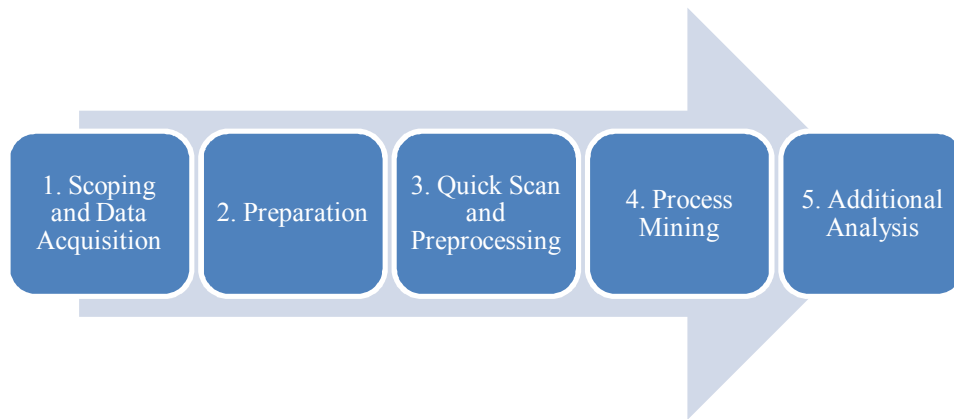 1. Scoping
and Data
Acquisition
2. Preparation
3. Quick Scan
and
Preprocessing
4. Process
Mining
5. Additional
Analysis